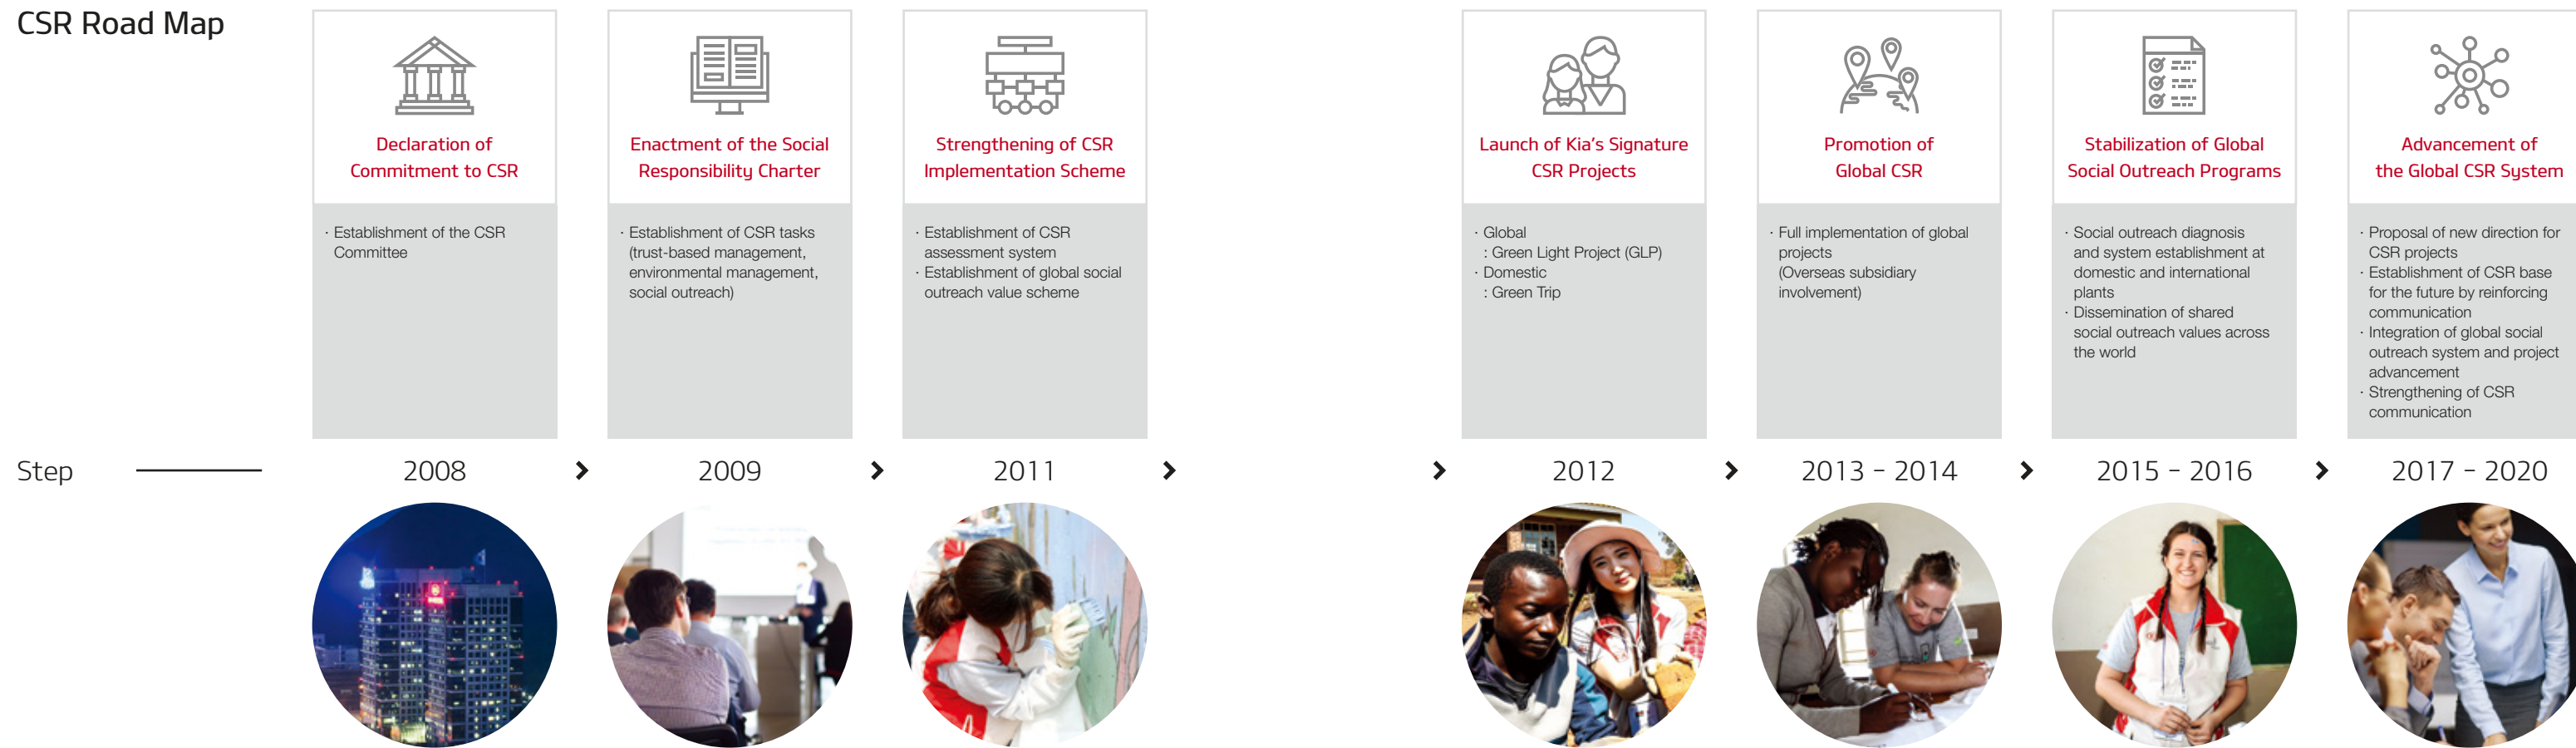 CSR Road Map
Declaration of
Commitment to CSR
· Establishment of the CSR
Committee
Enactment of the Social
Responsibility Charter
· Establishment of CSR tasks
(trust-based management,
environmental management,
social outreach)
Strengthening of CSR
Implementation Scheme
· Establishment of CSR
assessment system
· Establishment of global social
outreach value scheme
Launch of Kia's Signature
CSR Projects
· Global
: Green Light Project (GLP)
· Domestic
: Green Trip
Promotion of
Global CSR
· Full implementation of global
projects
(Overseas subsidiary
involvement)
Stabilization of Global
Social Outreach Programs
· Social outreach diagnosis
and system establishment at
domestic and international
plants
· Dissemination of shared
social outreach values across
the world
Advancement of
the Global CSR System
· Proposal of new direction for
CSR projects
· Establishment of CSR base
for the future by reinforcing
communication
· Integration of global social
outreach system and project
advancement
· Strengthening of CSR
communication
Step
2008
2009
2011
2012
2013 - 2014
2015 - 2016
2017 - 2020